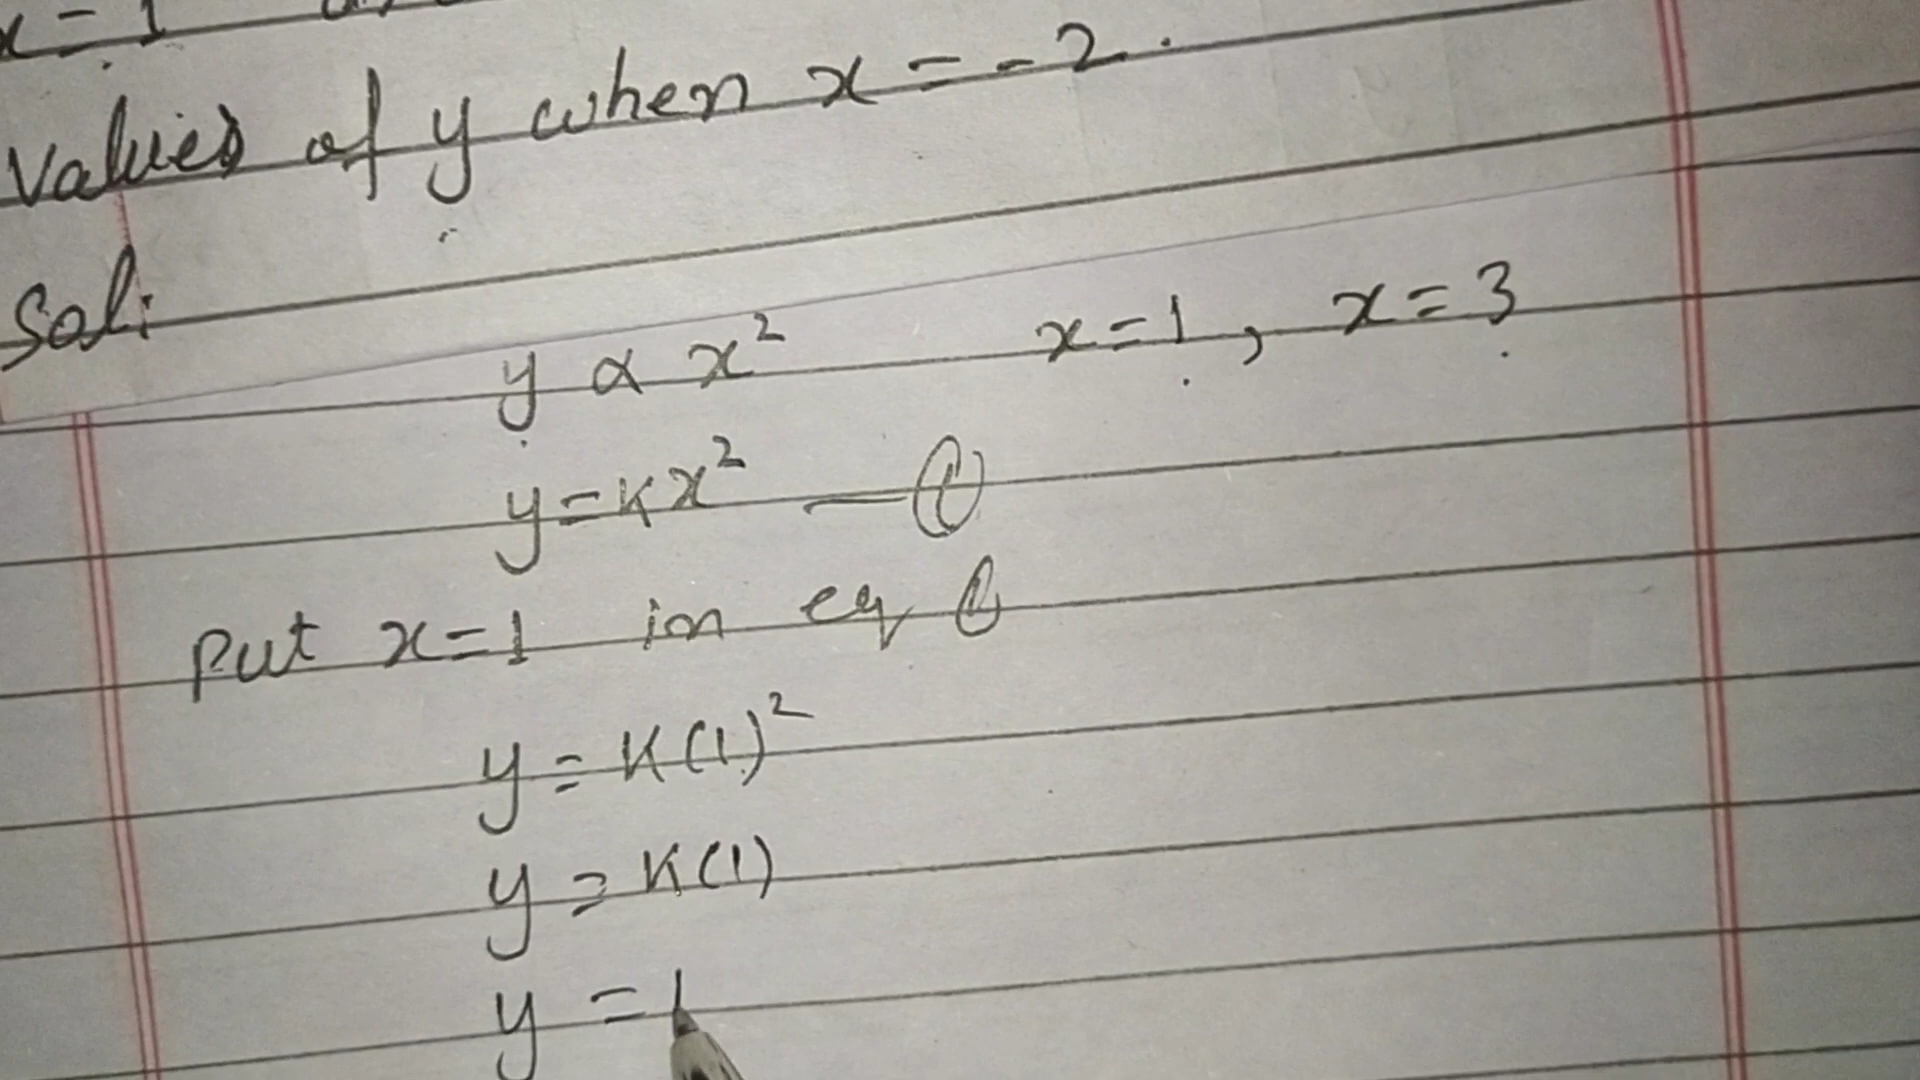 x = 1
Values of y when x = -2.
Sol:
y ∝ x² x=1, x=3
y = Kx² — ①
Put x=1 in eq ①
y = K(1)²
y = K(1)
y =